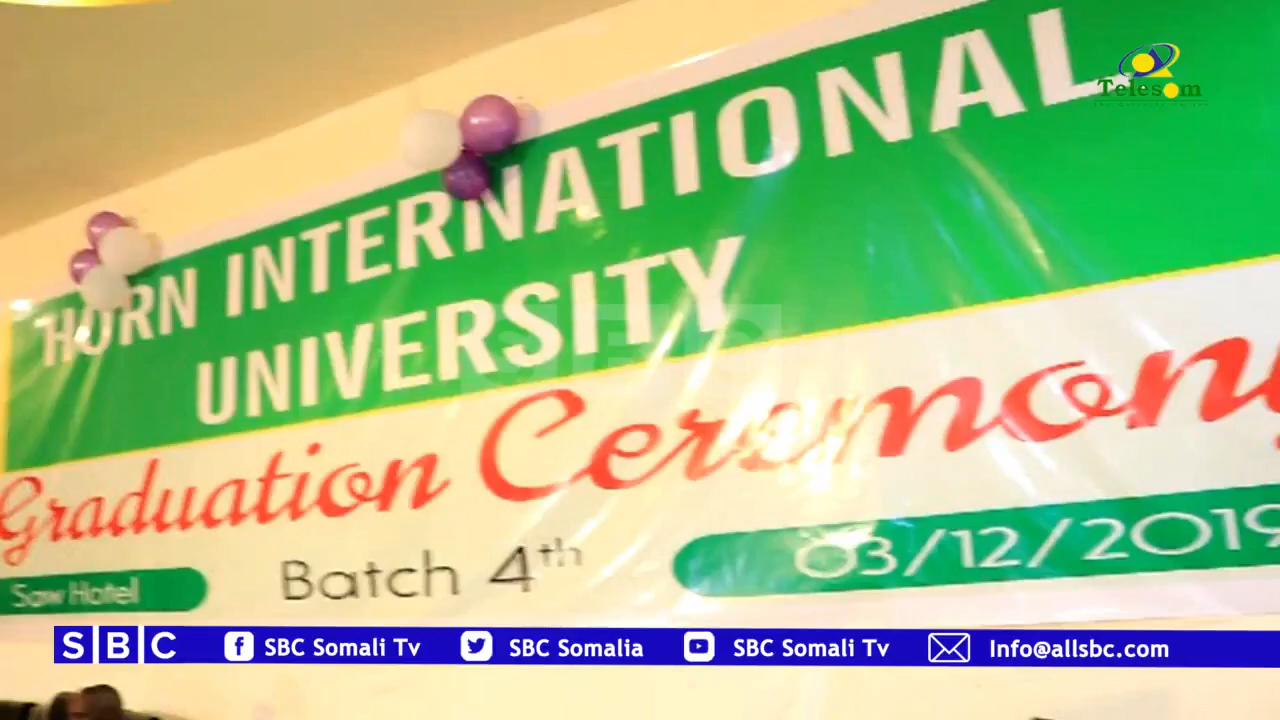 Telesom
HORN INTERNATIONAL
UNIVERSITY
Graduation Ceremony
Saw Hotel
Batch 4th
03/12/2019
SBC
SBC
SBC Somali Tv
SBC Somalia
SBC Somali Tv
Info@allsbc.com